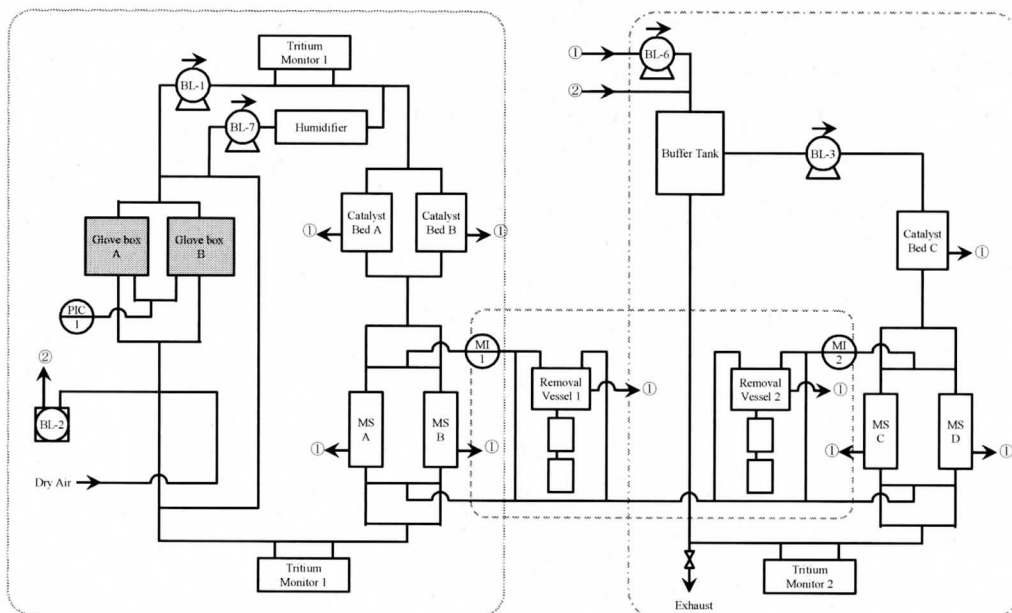 Tritium
Monitor 1
BL-1
BL-7
Humidifier
Glove box
A
Glove box
B
PIC
1
②
BL-2
Dry Air
Catalyst
Bed A
Catalyst
Bed B
①
①
MS
A
MS
B
①
①
Tritium
Monitor 1
MI
1
Removal
Vessel 1
①
Removal
Vessel 2
①
MI
2
①
②
BL-6
Buffer Tank
BL-3
Catalyst
Bed C
①
MS
C
MS
D
①
①
Tritium
Monitor 2
Exhaust